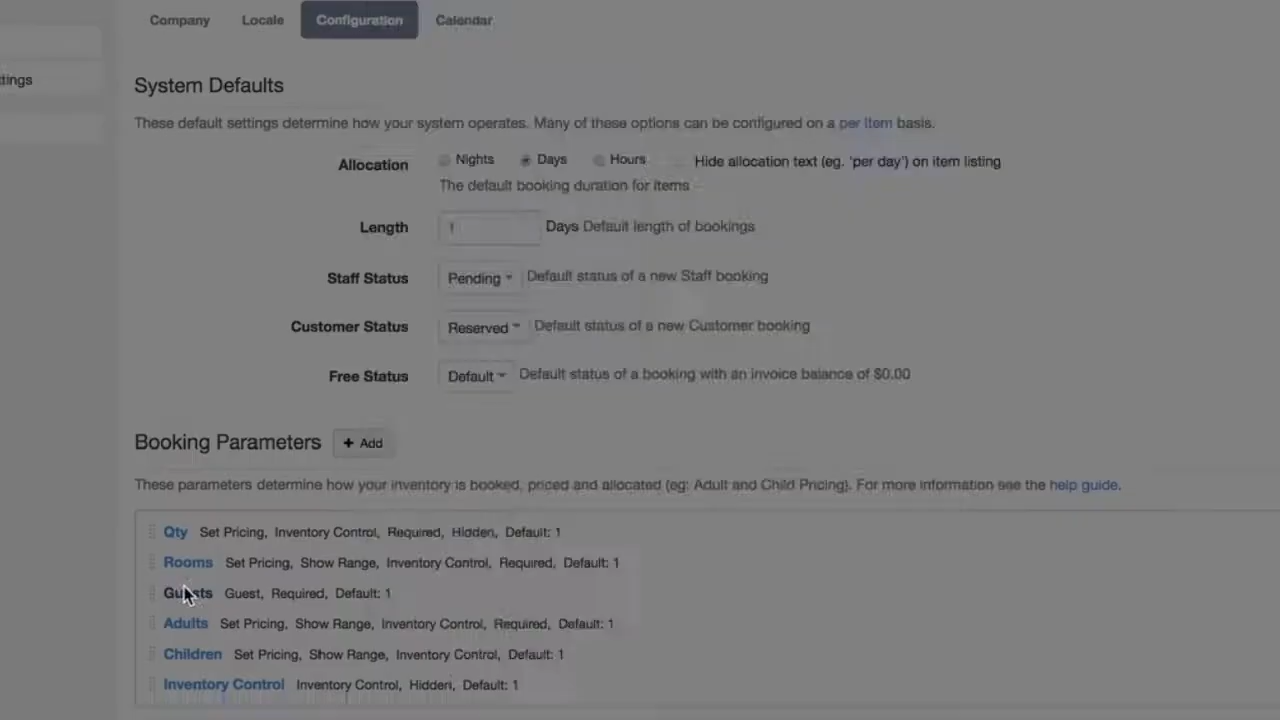 Company Locale Configuration Calendar
ttings
System Defaults
These default settings determine how your system operates. Many of these options can be configured on a per item basis.
Allocation Nights Days Hours Hide allocation text (eg. 'per day') on item listing
The default booking duration for items
Length 1 Days Default length of bookings
Staff Status Pending Default status of a new Staff booking
Customer Status Reserved Default status of a new Customer booking
Free Status Default Default status of a booking with an invoice balance of $0.00
Booking Parameters + Add
These parameters determine how your inventory is booked, priced and allocated (eg: Adult and Child Pricing). For more information see the help guide.
Qty Set Pricing, Inventory Control, Required, Hidden, Default: 1
Rooms Set Pricing, Show Range, Inventory Control, Required, Default: 1
Guests Guest, Required, Default: 1
Adults Set Pricing, Show Range, Inventory Control, Required, Default: 1
Children Set Pricing, Show Range, Inventory Control, Default: 1
Inventory Control Inventory Control, Hidden, Default: 1